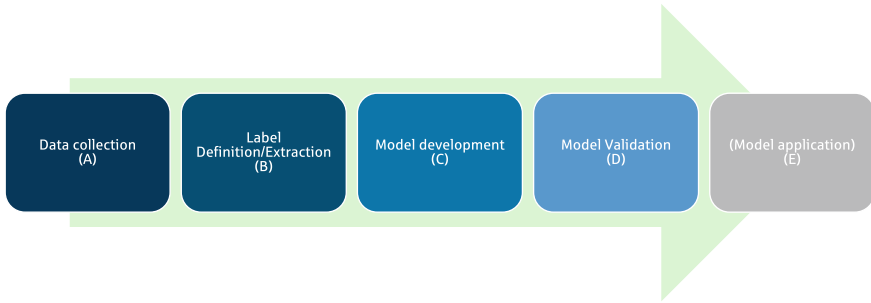 Data collection
(A)
Label
Definition/Extraction
(B)
Model development
(C)
Model Validation
(D)
(Model application)
(E)